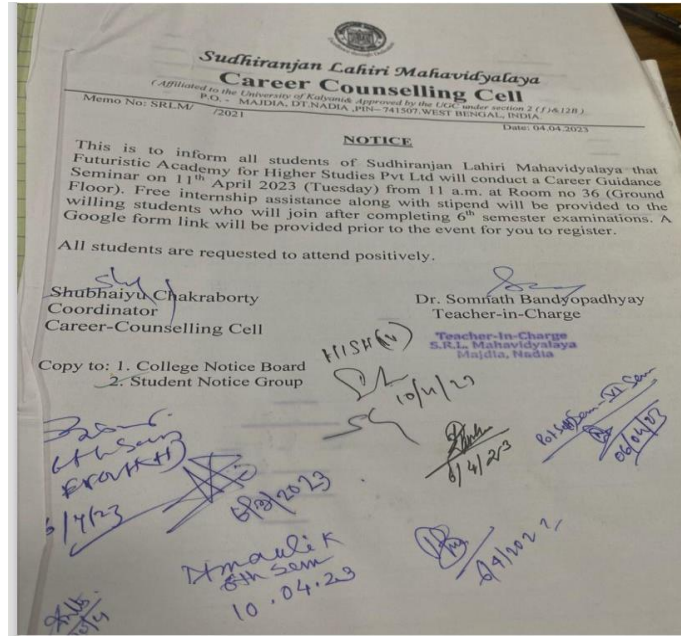 Sudhiranjan Lahiri Mahavidyalaya
Career Counselling Cell
( Affiliated to the University of Kalyani& Approved by the UGC under section 2 (f)&12B )
P.O. - MAJDIA, DT.NADIA ,PIN- 741507.WEST BENGAL, INDIA
Memo No: SRLM/ /2021
Date: 04.04.2023
NOTICE
This is to inform all students of Sudhiranjan Lahiri Mahavidyalaya that
Futuristic Academy for Higher Studies Pvt Ltd will conduct a Career Guidance
Seminar on 11th April 2023 (Tuesday) from 11 a.m. at Room no 36 (Ground
Floor). Free internship assistance along with stipend will be provided to the
willing students who will join after completing 6th semester examinations. A
Google form link will be provided prior to the event for you to register.
All students are requested to attend positively.
Shubhaiyu Chakraborty
Coordinator
Career-Counselling Cell
Dr. Somnath Bandyopadhyay
Teacher-in-Charge
Teacher-In-Charge
S.R.L. Mahavidyalaya
Majdia, Nadia
Copy to: 1. College Notice Board
2. Student Notice Group
HISH(H)
10/4/23
6/4/23
06/04/23
6th Sem
6/4/23
10.04.23